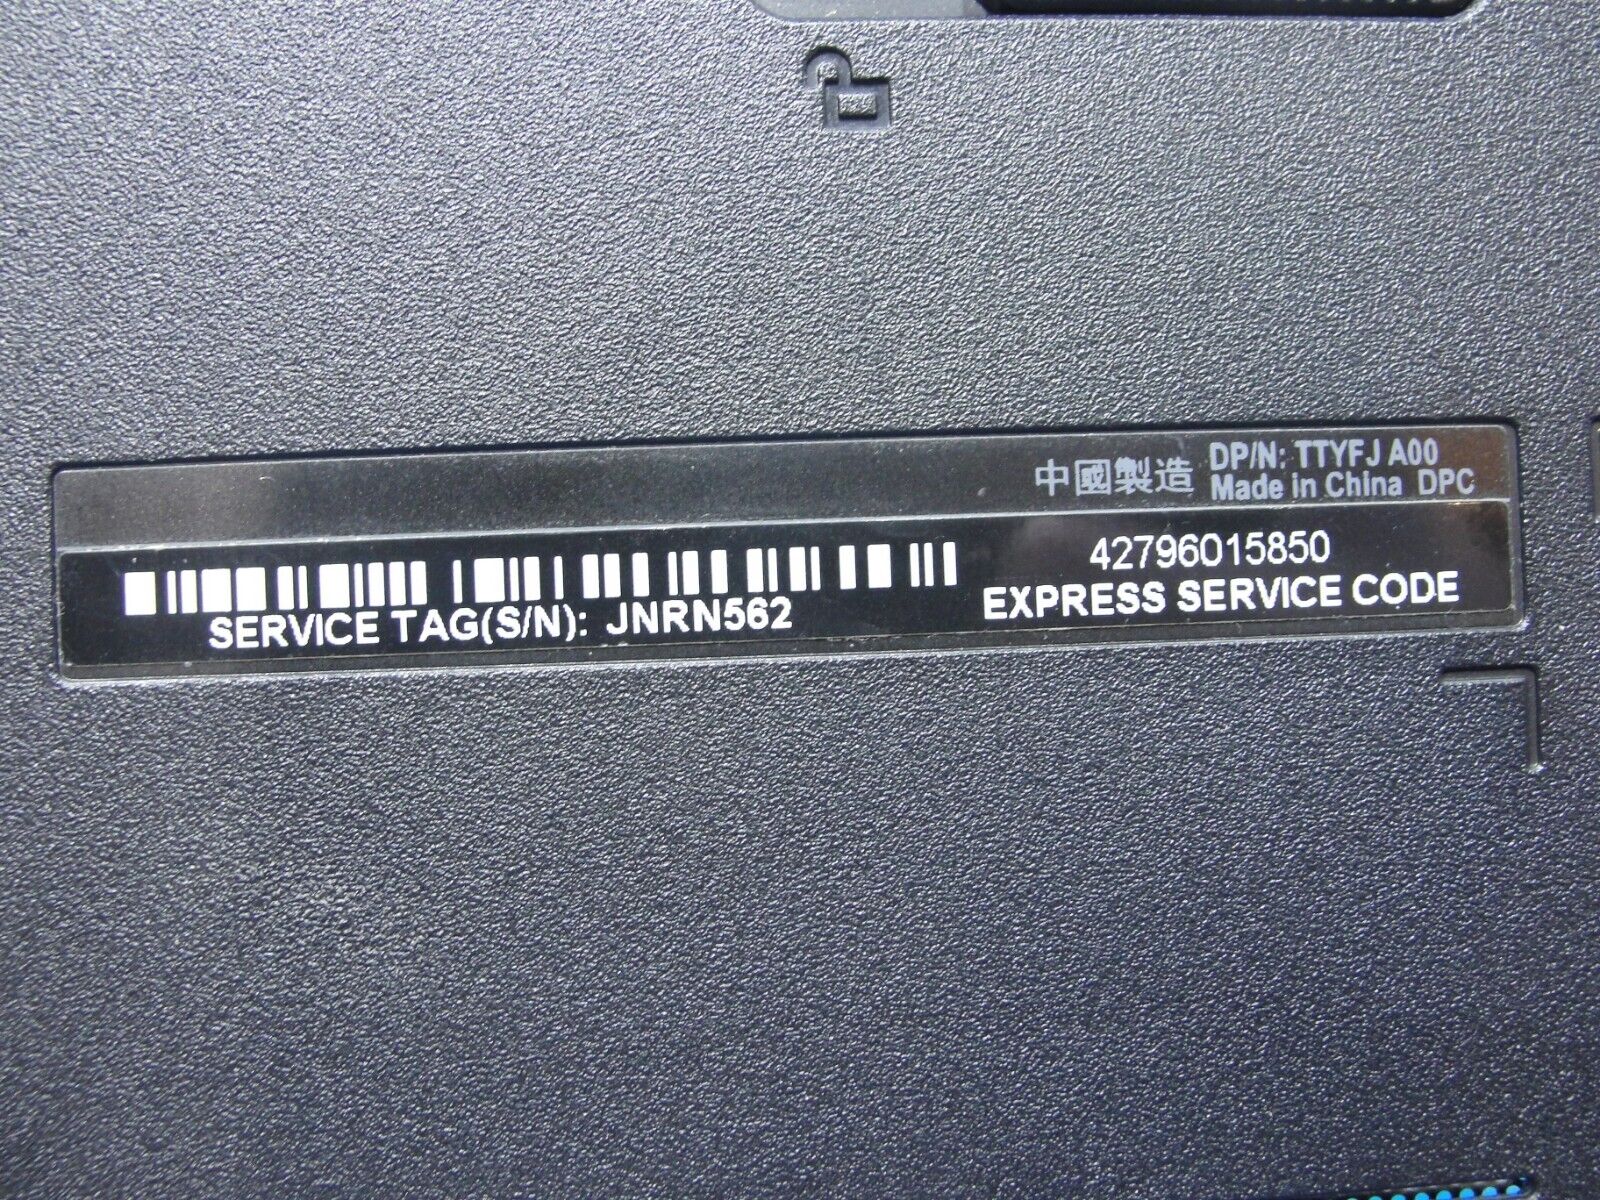 中國製造 DP/N: TTYFJ A00
Made in China DPC
42796015850
SERVICE TAG(S/N): JNRN562
EXPRESS SERVICE CODE